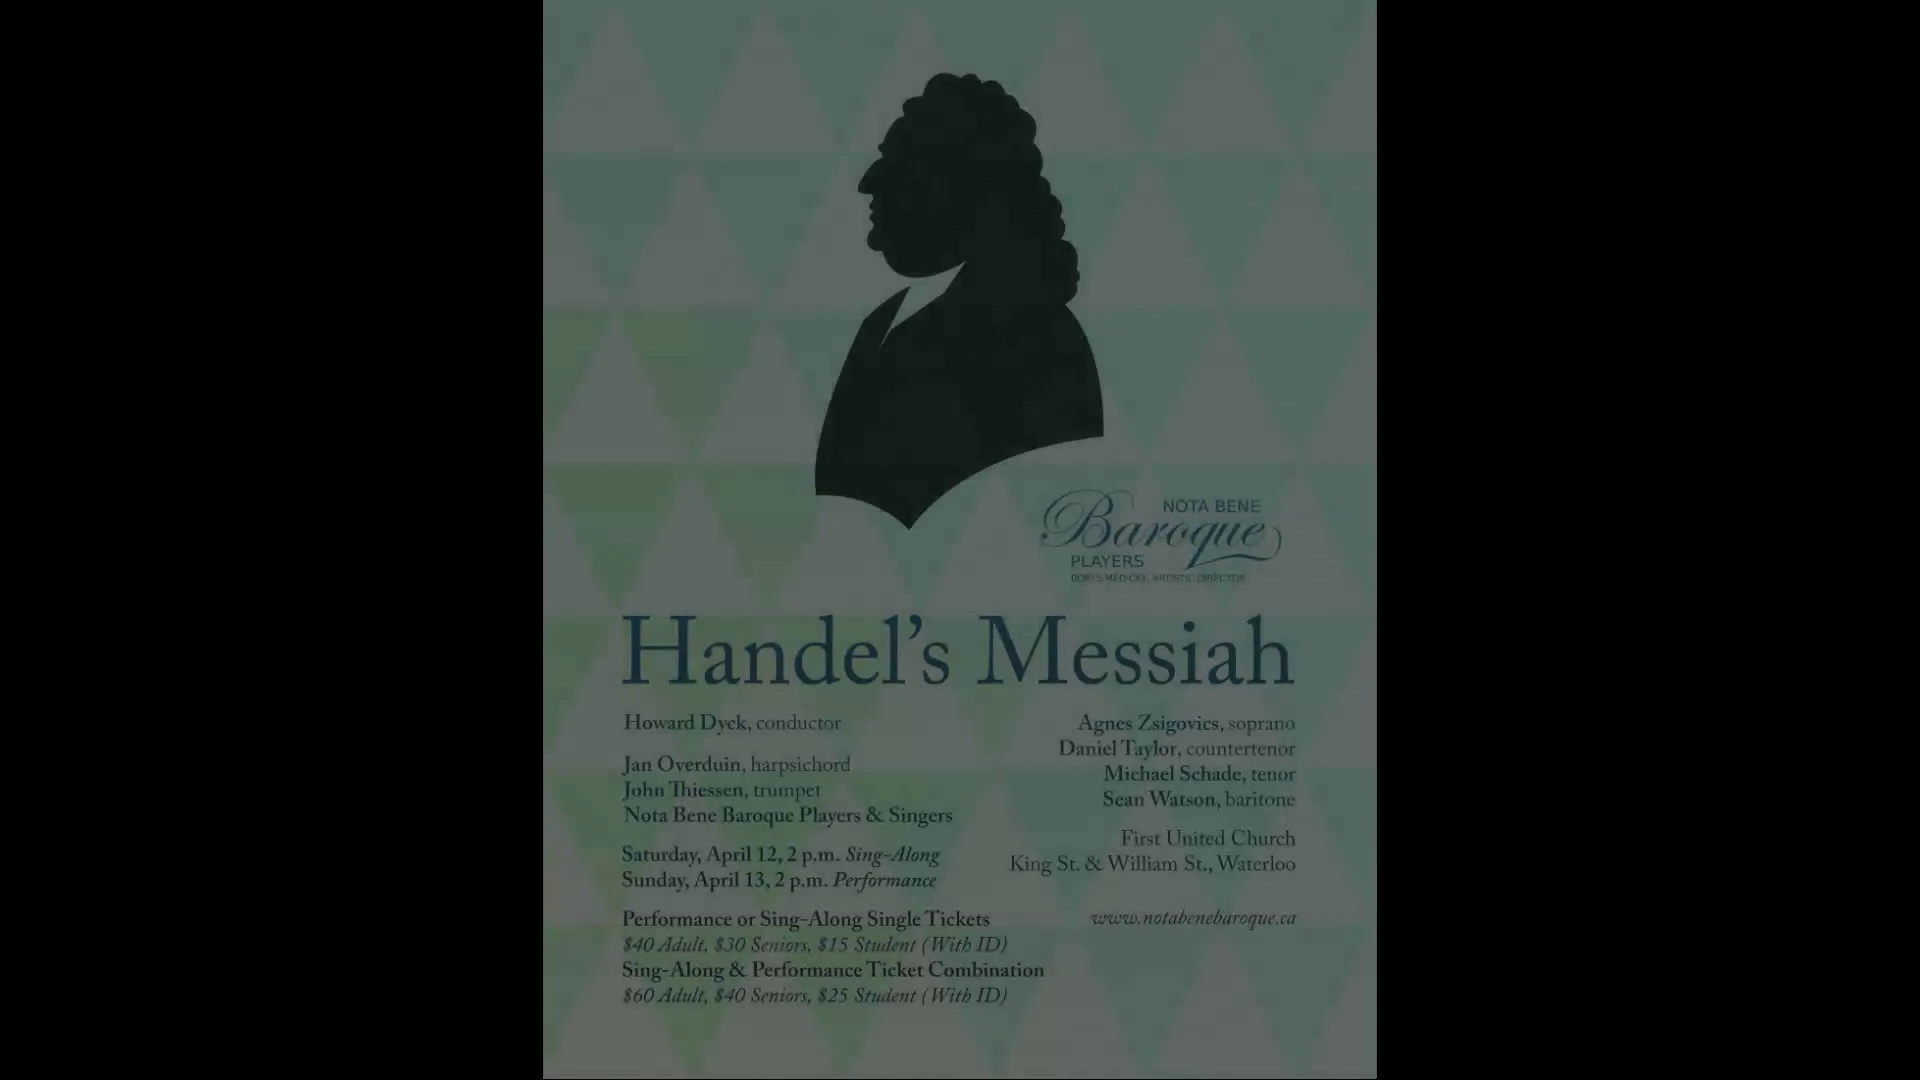 NOTA BENE
Baroque
PLAYERS
ARTISTIC DIRECTOR
Handel's Messiah
Howard Dyck, conductor
Jan Overduin, harpsichord
John Thiessen, trumpet
Nota Bene Baroque Players & Singers
Saturday, April 12, 2 p.m. Sing-Along
Sunday, April 13, 2 p.m. Performance
Performance or Sing-Along Single Tickets
$40 Adult, $30 Seniors, $15 Student (With ID)
Sing-Along & Performance Ticket Combination
$60 Adult, $40 Seniors, $25 Student (With ID)
Agnes Zsigovics, soprano
Daniel Taylor, countertenor
Michael Schade, tenor
Sean Watson, baritone
First United Church
King St. & William St., Waterloo
www.notabenebaroque.ca